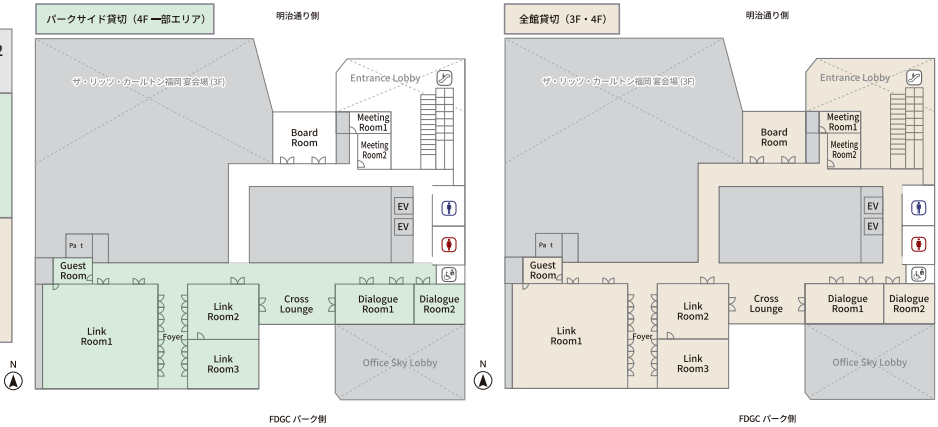 2
パークサイド貸切（4F 一部エリア）
明治通り側
ザ・リッツ・カールトン福岡 宴会場 (3F)
Entrance Lobby
Board
Room
Meeting
Room1
Meeting
Room2
EV
EV
Pa t
Guest
Room
Link
Room1
Foyer
Link
Room2
Link
Room3
Cross
Lounge
Dialogue
Room1
Dialogue
Room2
Office Sky Lobby
N
FDGC パーク側
全館貸切（3F・4F）
明治通り側
ザ・リッツ・カールトン福岡 宴会場 (3F)
Entrance Lobby
Board
Room
Meeting
Room1
Meeting
Room2
EV
EV
Pa t
Guest
Room
Link
Room1
Foyer
Link
Room2
Link
Room3
Cross
Lounge
Dialogue
Room1
Dialogue
Room2
Office Sky Lobby
N
FDGC パーク側